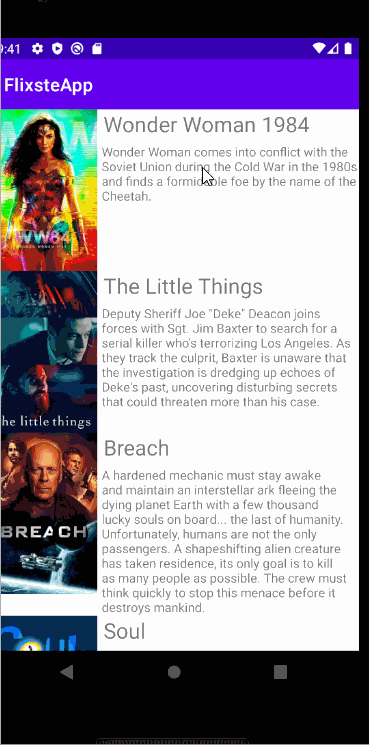 9:41
FlixsteApp
Wonder Woman 1984
Wonder Woman comes into conflict with the
Soviet Union during the Cold War in the 1980s
and finds a formidable foe by the name of the
Cheetah.
WW84
The Little Things
Deputy Sheriff Joe "Deke" Deacon joins
forces with Sgt. Jim Baxter to search for a
serial killer who's terrorizing Los Angeles. As
they track the culprit, Baxter is unaware that
the investigation is dredging up echoes of
Deke's past, uncovering disturbing secrets
that could threaten more than his case.
he little things
Breach
A hardened mechanic must stay awake
and maintain an interstellar ark fleeing the
dying planet Earth with a few thousand
lucky souls on board... the last of humanity.
Unfortunately, humans are not the only
passengers. A shapeshifting alien creature
has taken residence, its only goal is to kill
as many people as possible. The crew must
think quickly to stop this menace before it
destroys mankind.
BREACH
Soul